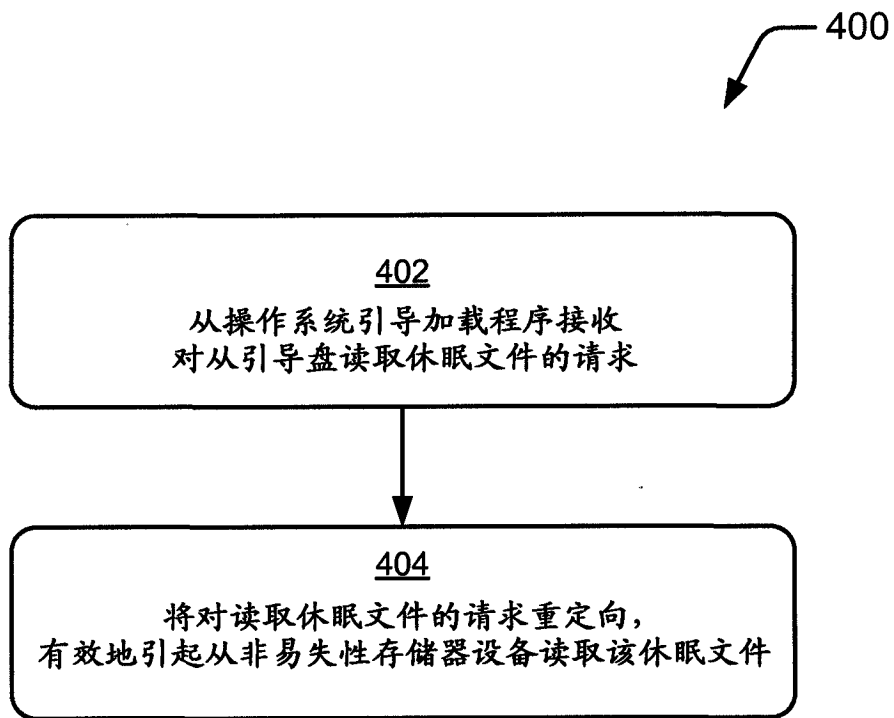 400
402
从操作系统引导加载程序接收
对从引导盘读取休眠文件的请求
404
将对读取休眠文件的请求重定向，
有效地引起从非易失性存储器设备读取该休眠文件